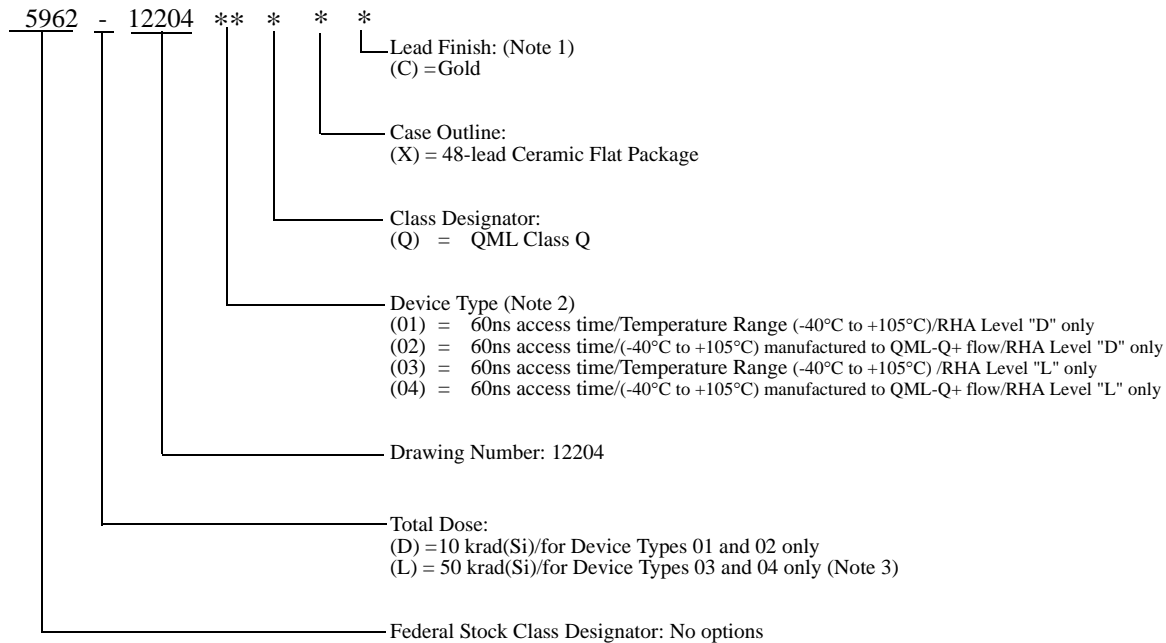 5962 - 12204 ** * * *
Lead Finish: (Note 1)
(C) =Gold
Case Outline:
(X) = 48-lead Ceramic Flat Package
Class Designator:
(Q) = QML Class Q
Device Type (Note 2)
(01) = 60ns access time/Temperature Range (-40°C to +105°C)/RHA Level "D" only
(02) = 60ns access time/(-40°C to +105°C) manufactured to QML-Q+ flow/RHA Level "D" only
(03) = 60ns access time/Temperature Range (-40°C to +105°C) /RHA Level "L" only
(04) = 60ns access time/(-40°C to +105°C) manufactured to QML-Q+ flow/RHA Level "L" only
Drawing Number: 12204
Total Dose:
(D) =10 krad(Si)/for Device Types 01 and 02 only
(L) = 50 krad(Si)/for Device Types 03 and 04 only (Note 3)
Federal Stock Class Designator: No options